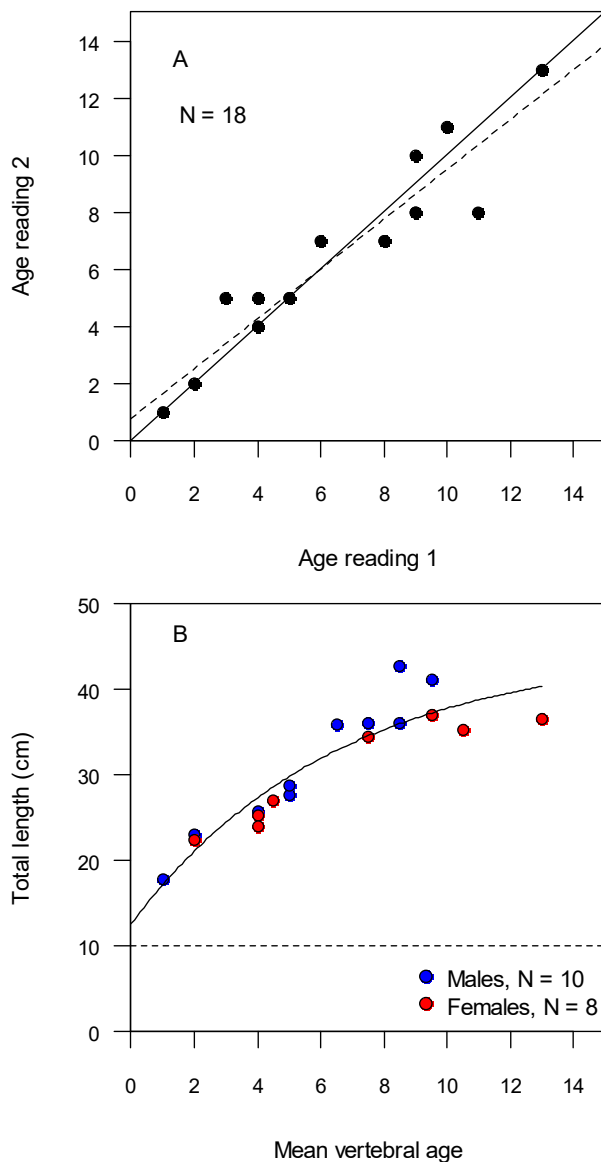 A
N = 18
Age reading 2
14
12
10
8
6
4
2
0
0 2 4 6 8 10 12 14
Age reading 1
B
Total length (cm)
50
40
30
20
10
0
Males, N = 10
Females, N = 8
0 2 4 6 8 10 12 14
Mean vertebral age